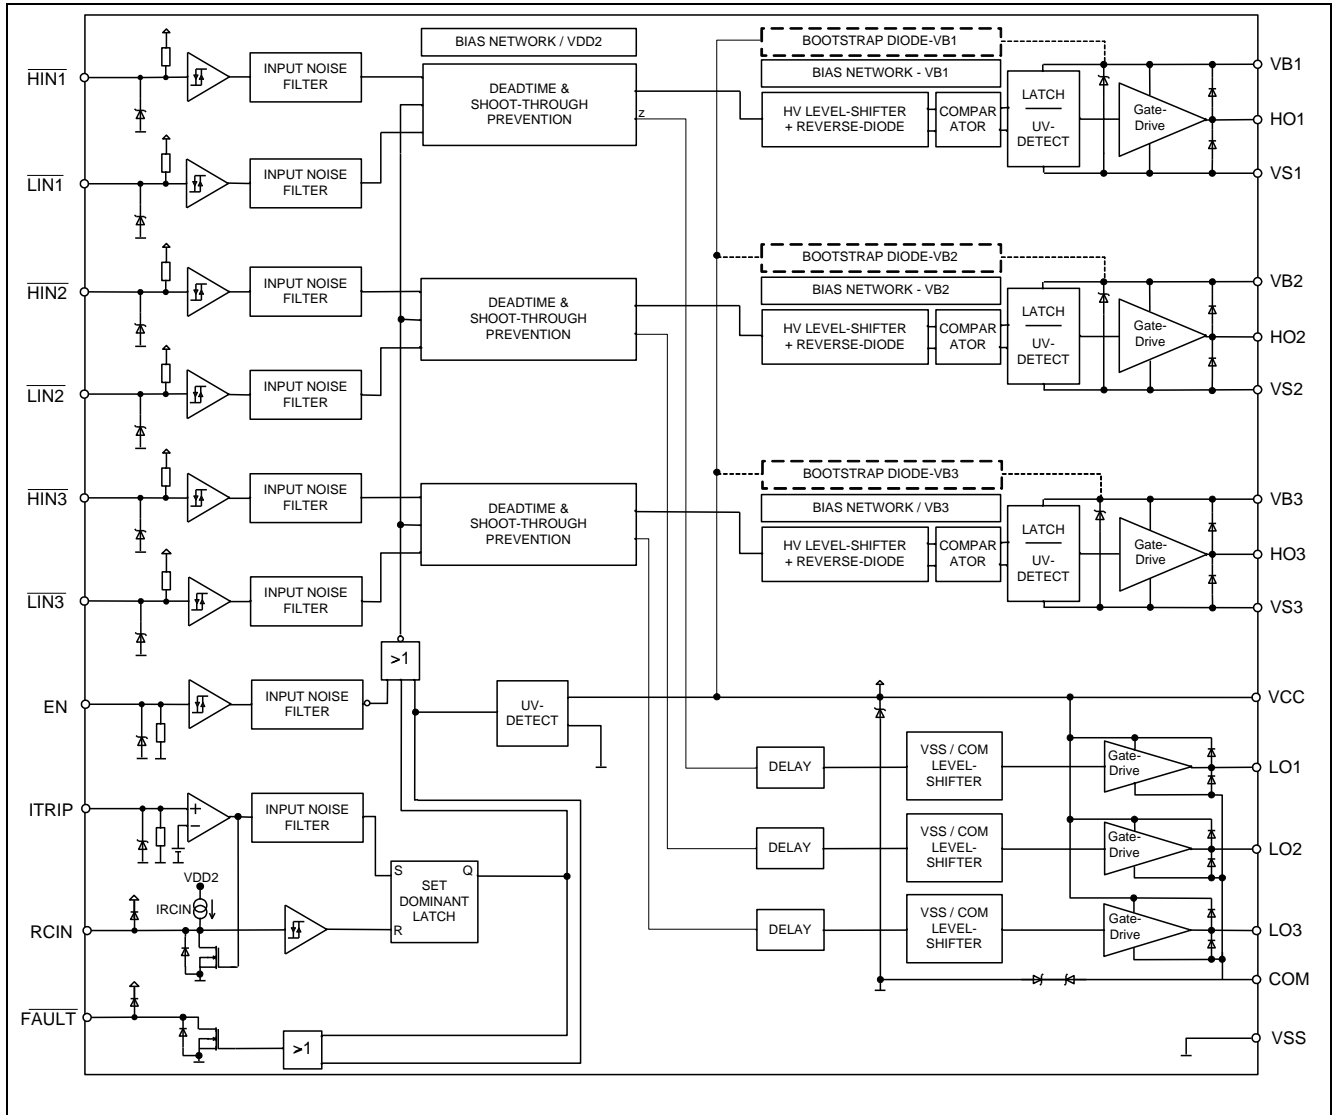 BIAS NETWORK / VDD2
BOOTSTRAP DIODE-VB1
HIN1
INPUT NOISE
FILTER
DEADTIME &
SHOOT-THROUGH
PREVENTION
Z
BIAS NETWORK - VB1
HV LEVEL-SHIFTER
+ REVERSE-DIODE
COMPAR
ATOR
LATCH
UV-
DETECT
Gate-
Drive
VB1
HO1
VS1
LIN1
INPUT NOISE
FILTER
HIN2
INPUT NOISE
FILTER
DEADTIME &
SHOOT-THROUGH
PREVENTION
BOOTSTRAP DIODE-VB2
BIAS NETWORK - VB2
HV LEVEL-SHIFTER
+ REVERSE-DIODE
COMPAR
ATOR
LATCH
UV-
DETECT
Gate-
Drive
VB2
HO2
VS2
LIN2
INPUT NOISE
FILTER
HIN3
INPUT NOISE
FILTER
DEADTIME &
SHOOT-THROUGH
PREVENTION
BOOTSTRAP DIODE-VB3
BIAS NETWORK / VB3
HV LEVEL-SHIFTER
+ REVERSE-DIODE
COMPAR
ATOR
LATCH
UV-
DETECT
Gate-
Drive
VB3
HO3
VS3
LIN3
INPUT NOISE
FILTER
>1
EN
INPUT NOISE
FILTER
UV-
DETECT
VCC
DELAY
VSS / COM
LEVEL-
SHIFTER
Gate-
Drive
LO1
ITRIP
+
−
INPUT NOISE
FILTER
DELAY
VSS / COM
LEVEL-
SHIFTER
Gate-
Drive
LO2
VDD2
IRCIN
S
Q
SET
DOMINANT
LATCH
R
RCIN
DELAY
VSS / COM
LEVEL-
SHIFTER
Gate-
Drive
LO3
COM
FAULT
>1
VSS